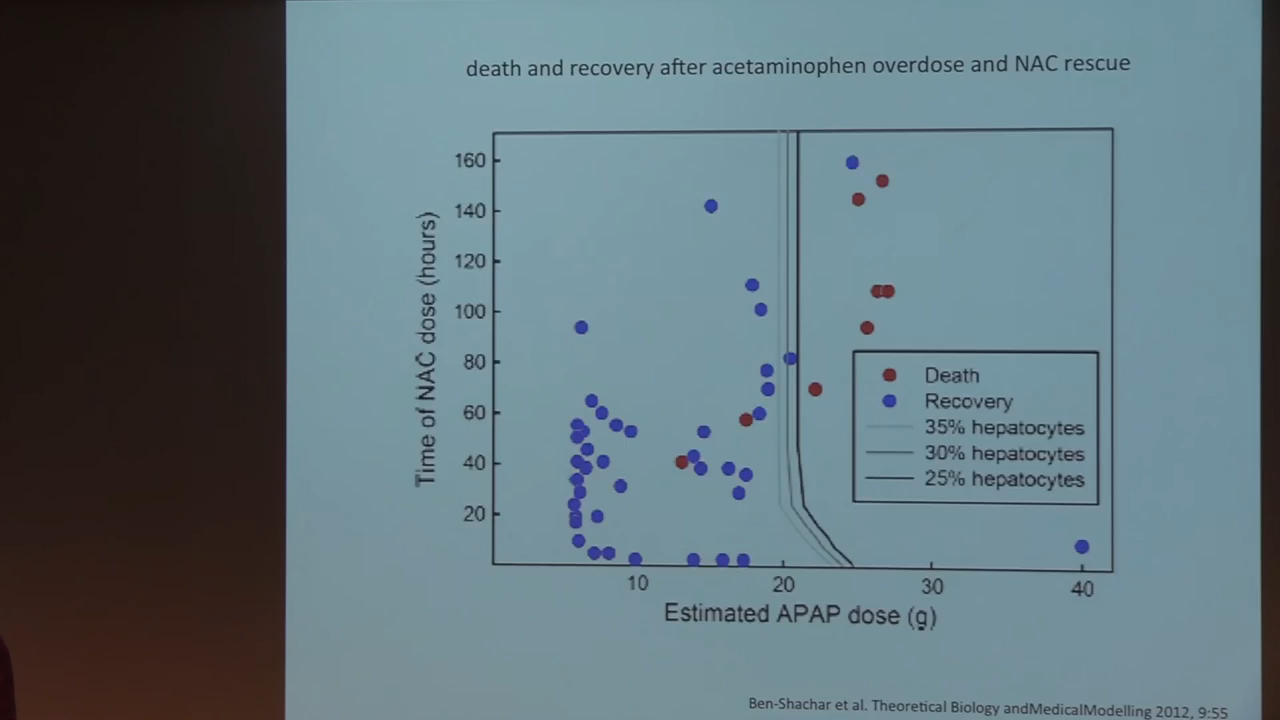 death and recovery after acetaminophen overdose and NAC rescue
160
140
120
100
80
60
40
20
Time of NAC dose (hours)
Death
Recovery
35% hepatocytes
30% hepatocytes
25% hepatocytes
10 20 30 40
Estimated APAP dose (g)
Ben-Shachar et al. Theoretical Biology andMedicalModelling 2012, 9:55